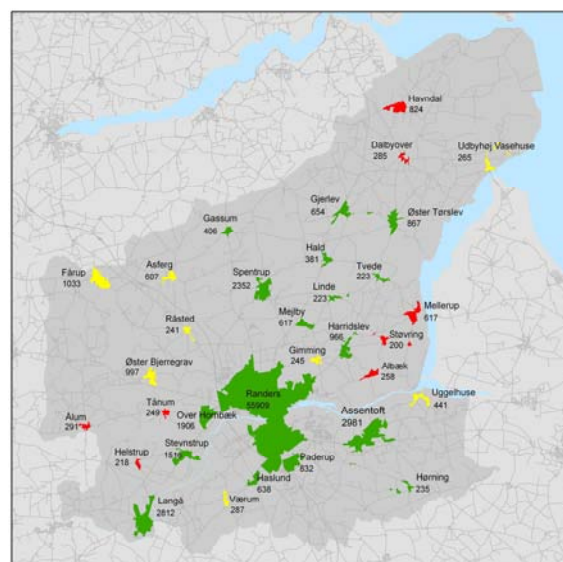 Havndal
824
Dalbyover
285
Udbyhøj Vasehuse
265
Gjerlev
654
Øster Tørslev
867
Gassum
406
Hald
381
Tvede
223
Fårup
1033
Asferg
607
Spentrup
2352
Linde
223
Mellerup
617
Mejlby
617
Råsted
241
Harridslev
966
Støvring
200
Gimming
245
Øster Bjerregrav
997
Albæk
258
Randers
55909
Uggelhuse
441
Tånum
249
Over Hornbæk
1906
Assentoft
2981
Ålum
291
Stevnstrup
Helstrup
218
Paderup
832
Haslund
638
Hørning
235
Langå
2812
Værum
287